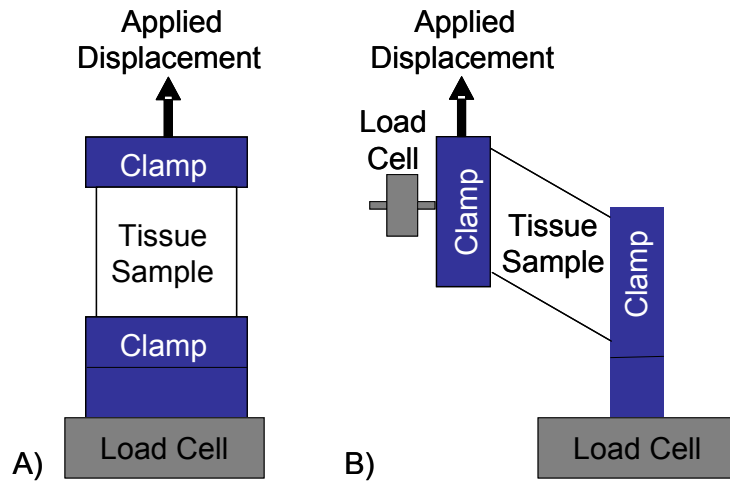 Applied
Displacement
Clamp
Tissue
Sample
Clamp
Load Cell
A)
Applied
Displacement
Load
Cell
Clamp
Tissue
Sample
Clamp
Load Cell
B)